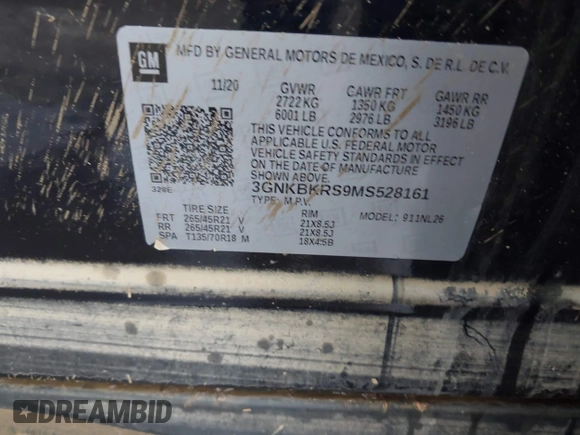 GM
MFD BY GENERAL MOTORS DE MEXICO, S. DE R.L. DE C.V.
11/20 GVWR GAWR FRT GAWR RR
2722 KG 1350 KG 1450 KG
6001 LB 2976 LB 3196 LB
THIS VEHICLE CONFORMS TO ALL
APPLICABLE U.S. FEDERAL MOTOR
VEHICLE SAFETY STANDARDS IN EFFECT
ON THE DATE OF MANUFACTURE
SHOWN ABOVE.
329E 3GNKBKRS9MS528161
TYPE: M.P.V. MODEL: 911NL26
TIRE SIZE RIM
FRT 265/45R21 V 21X8.5J
RR 265/45R21 V 21X8.5J
SPA T135/70R18 M 18X4.5B
DREAMBID